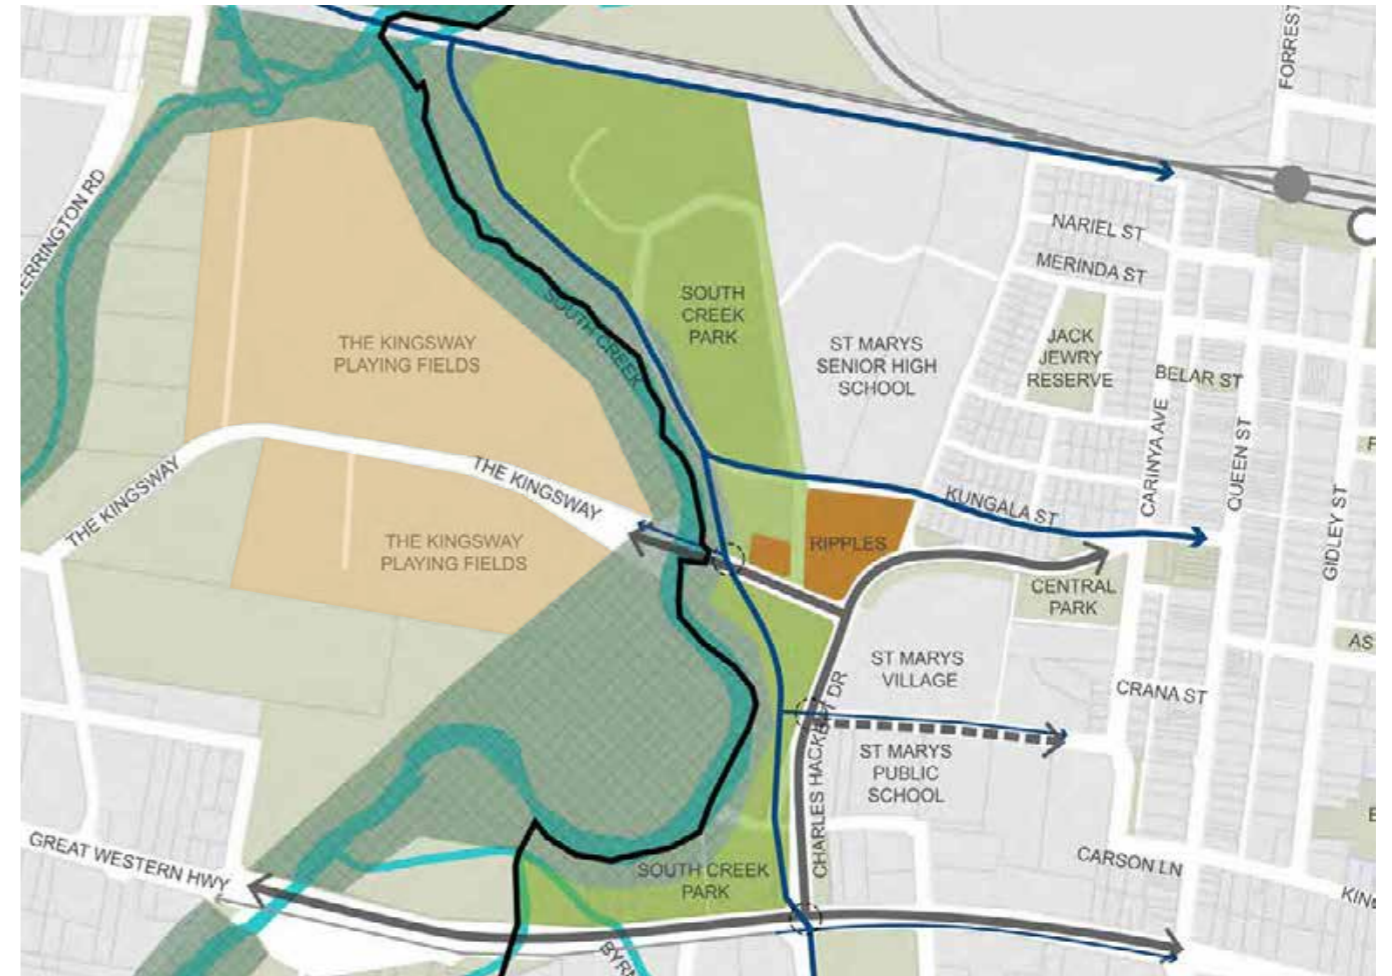 FORREST
ERRINGTON RD
NARIEL ST
MERINDA ST
SOUTH
CREEK
PARK
SOUTH CREEK
THE KINGSWAY
PLAYING FIELDS
ST MARYS
SENIOR HIGH
SCHOOL
JACK
JEWRY
RESERVE
BELAR ST
CARINYA AVE
QUEEN ST
GIDLEY ST
THE KINGSWAY
THE KINGSWAY
KUNGALA ST
THE KINGSWAY
PLAYING FIELDS
RIPPLES
CENTRAL
PARK
AS
ST MARYS
VILLAGE
CRANA ST
CHARLES HACKETT DR
ST MARYS
PUBLIC
SCHOOL
GREAT WESTERN HWY
SOUTH CREEK
PARK
CARSON LN
BYRN